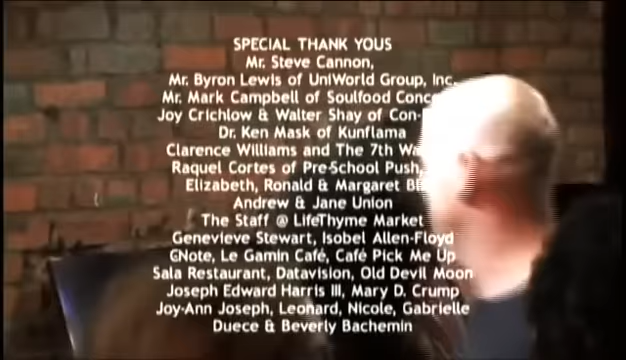 SPECIAL THANK YOUS
Mr. Steve Cannon,
Mr. Byron Lewis of UniWorld Group, Inc.
Mr. Mark Campbell of Soulfood
Joy Crichlow & Walter Shay of
Dr. Ken Mask of Kunflama
Clarence Williams and The 7th
Raquel Cortes of Pre-School Push,
Elizabeth, Ronald & Margaret
Andrew & Jane Union
The Staff @ LifeThyme Market
Genevieve Stewart, Isobel Allen-Floyd
GNote, Le Gamin Café, Café Pick Me Up
Sala Restaurant, Datavision, Old Devil Moon
Joseph Edward Harris III, Mary D. Crump
Joy-Ann Joseph, Leonard, Nicole, Gabrielle
Duece & Beverly Bachemin